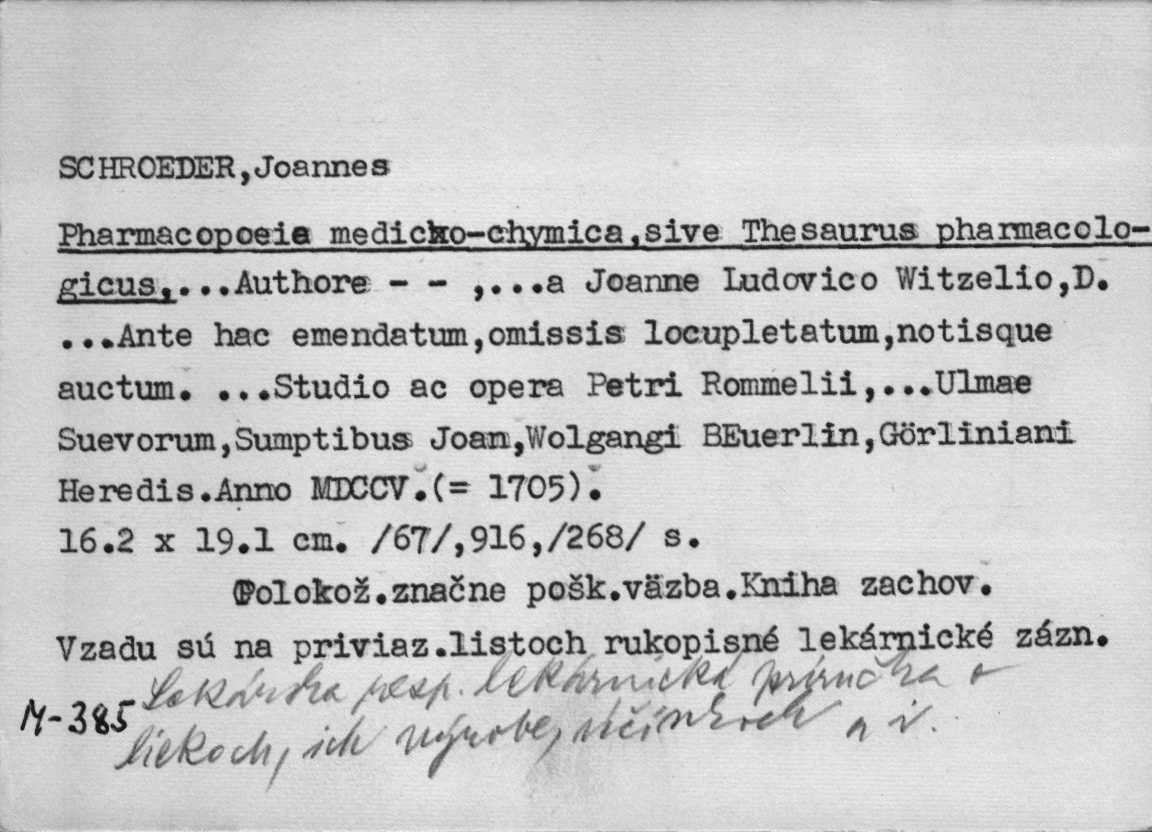 SCHROEDER,Joannes
Pharmacopoeia medicko-chymica,sive Thesaurus pharmacolo-
gicus,...Authore - - ,...a Joanne Ludovico Witzelio,D.
...Ante hac emendatum,omissis locupletatum,notisque
auctum. ...Studio ac opera Petri Rommelii,...Ulmae
Suevorum,Sumptibus Joan,Wolgangi BEuerlin,Görliniani
Heredis.Anno MDCCV.(= 1705).
16.2 x 19.1 cm. /67/,916,/268/ s.
Polokož.značne pošk.väzba.Kniha zachov.
Vzadu sú na priviaz.listoch rukopisné lekárnické zázn.
Lekárska resp. lekárnická príručka o
M-385
liekoch, ich výrobe, účinkoch a i.